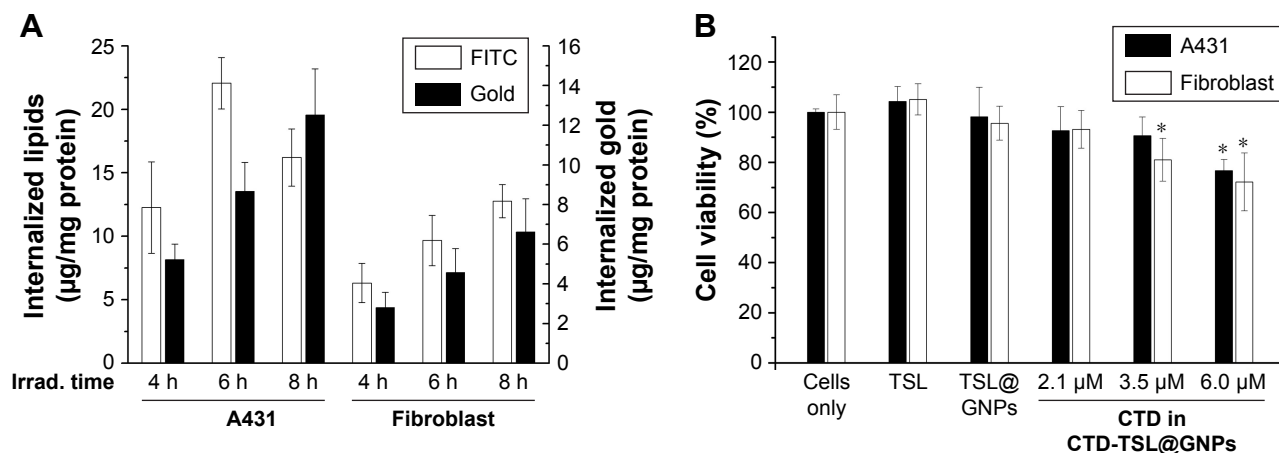 A
Internalized lipids
(µg/mg protein)
25
20
15
10
5
0
FITC
Gold
16
14
12
10
8
6
4
2
0
Internalized gold
(µg/mg protein)
Irrad. time 4 h 6 h 8 h 4 h 6 h 8 h
A431 Fibroblast
B
Cell viability (%)
120
100
80
60
40
20
0
A431
Fibroblast
* * *
Cells
only
TSL
TSL@
GNPs
2.1 µM 3.5 µM 6.0 µM
CTD in
CTD-TSL@GNPs